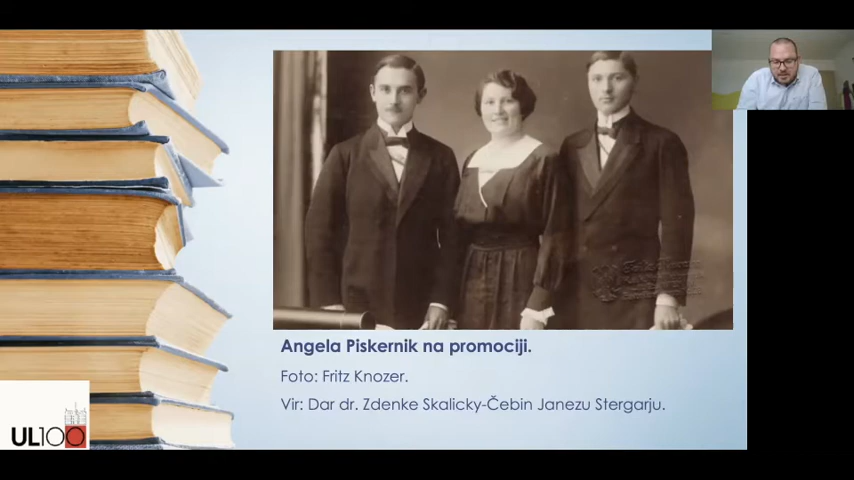 Angela Piskernik na promociji.
Foto: Fritz Knozer.
Vir: Dar dr. Zdenke Skalicky-Čebin Janezu Stergarju.
UL100